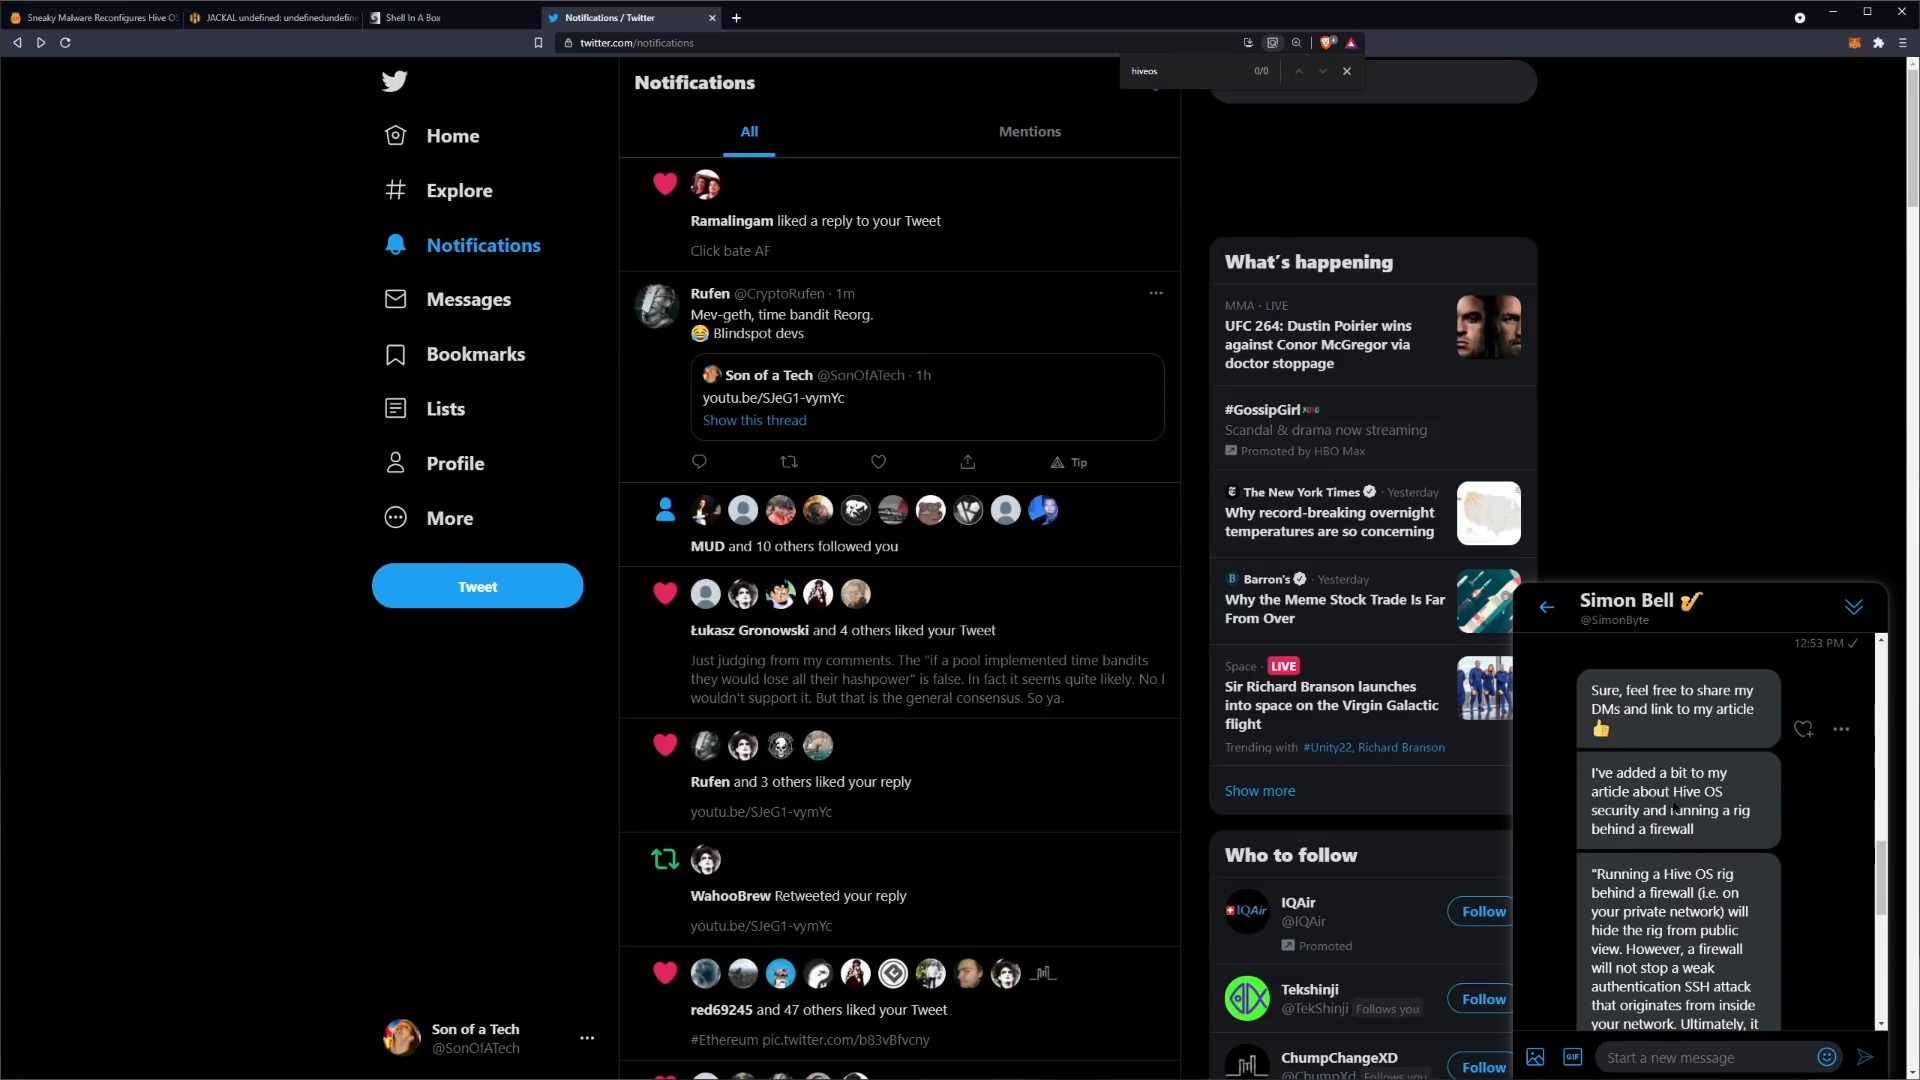 Sneaky Malware Reconfigures Hive OS
JACKAL undefined: undefinedundefine
Shell In A Box
Notifications / Twitter
twitter.com/notifications
hiveos
0/0
Notifications
All
Mentions
Home
Explore
Notifications
Messages
Bookmarks
Lists
Profile
More
Tweet
Son of a Tech
@SonOfATech
Ramalingam liked a reply to your Tweet
Click bate AF
Rufen @CryptoRufen · 1m
Mev-geth, time bandit Reorg.
😂 Blindspot devs
Son of a Tech @SonOfATech · 1h
youtu.be/SJeG1-vymYc
Show this thread
Tip
MUD and 10 others followed you
Łukasz Gronowski and 4 others liked your Tweet
Just judging from my comments. The "if a pool implemented time bandits
they would lose all their hashpower" is false. In fact it seems quite likely. No I
wouldn't support it. But that is the general consensus. So ya.
Rufen and 3 others liked your reply
youtu.be/SJeG1-vymYc
WahooBrew Retweeted your reply
youtu.be/SJeG1-vymYc
red69245 and 47 others liked your Tweet
#Ethereum pic.twitter.com/b83vBfvcny
What's happening
MMA · LIVE
UFC 264: Dustin Poirier wins
against Conor McGregor via
doctor stoppage
#GossipGirl
Scandal & drama now streaming
Promoted by HBO Max
The New York Times · Yesterday
Why record-breaking overnight
temperatures are so concerning
Barron's · Yesterday
Why the Meme Stock Trade Is Far
From Over
Space · LIVE
Sir Richard Branson launches
into space on the Virgin Galactic
flight
Trending with #Unity22, Richard Branson
Show more
Who to follow
IQAir
IQAir
@IQAir
Promoted
Follow
Tekshinji
@TekShinji Follows you
Follow
ChumpChangeXD
@ChumpXd Follows you
Follow
Simon Bell 🎷
@SimonByte
12:53 PM ✓
Sure, feel free to share my
DMs and link to my article
👍
I've added a bit to my
article about Hive OS
security and running a rig
behind a firewall
"Running a Hive OS rig
behind a firewall (i.e. on
your private network) will
hide the rig from public
view. However, a firewall
will not stop a weak
authentication SSH attack
that originates from inside
your network. Ultimately, it
GIF
Start a new message